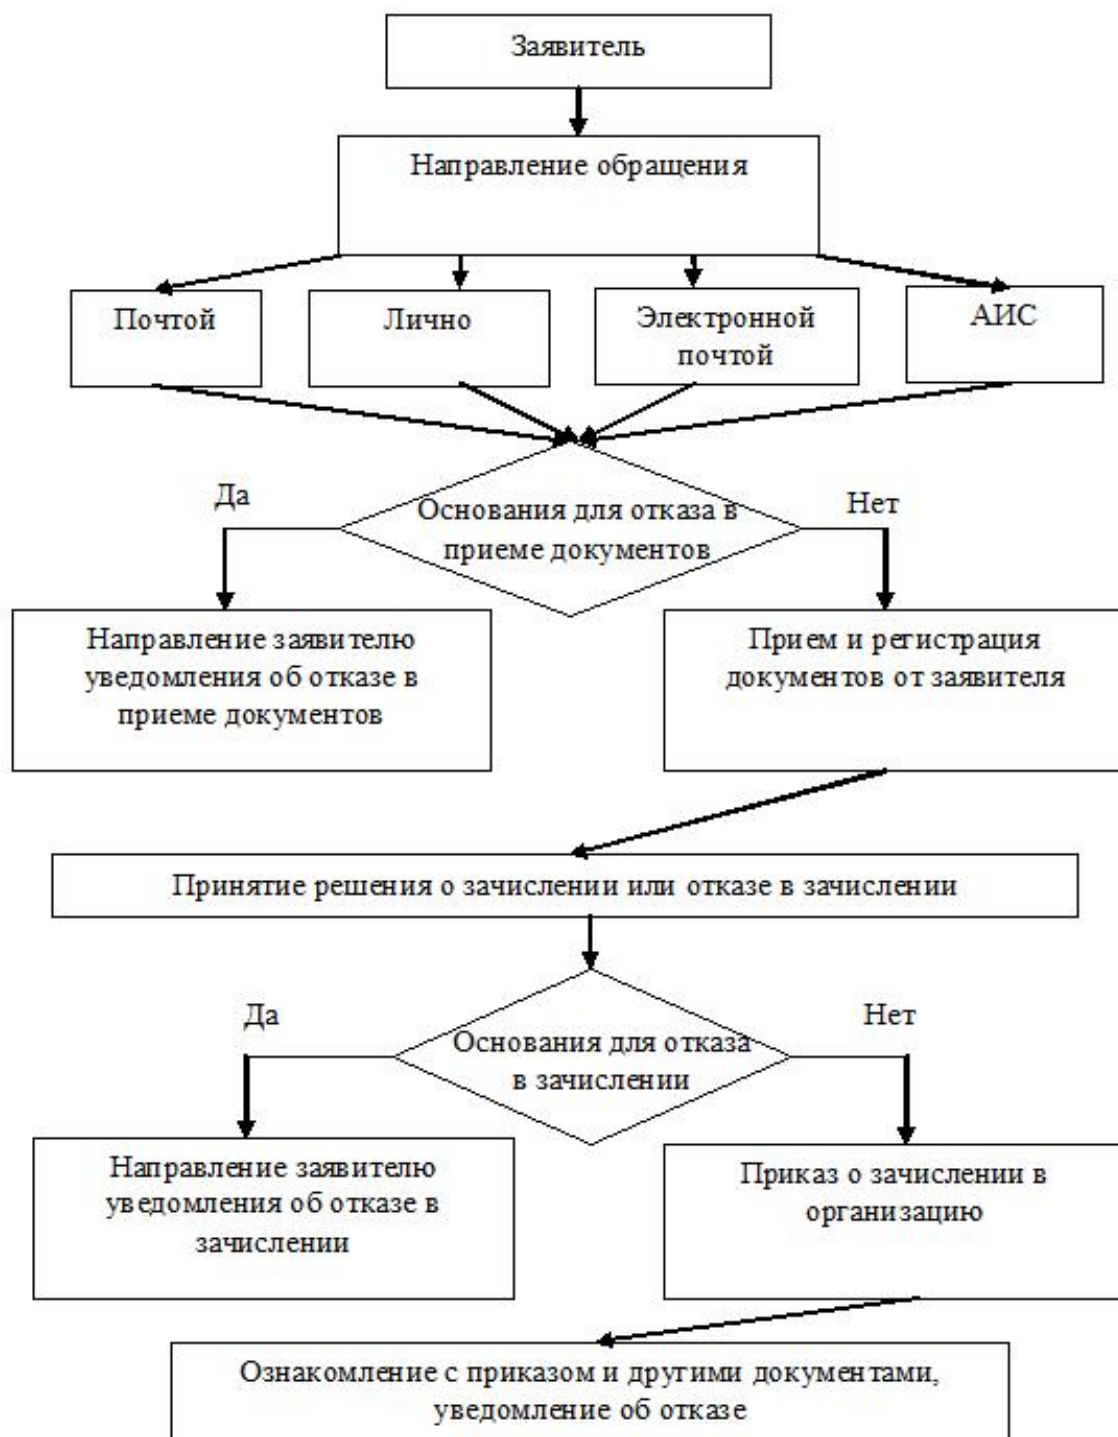 Заявитель
Направление обращения
Почтой
Лично
Электронной
почтой
АИС
Да
Нет
Основания для отказа в
приеме документов
Направление заявителю
уведомления об отказе в
приеме документов
Прием и регистрация
документов от заявителя
Принятие решения о зачислении или отказе в зачислении
Да
Нет
Основания для отказа
в зачислении
Направление заявителю
уведомления об отказе в
зачислении
Приказ о зачислении в
организацию
Ознакомление с приказом и другими документами,
уведомление об отказе